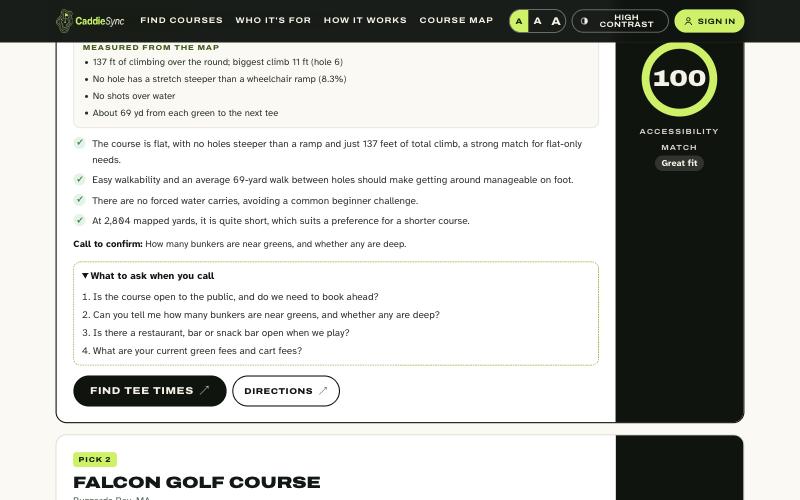 CaddieSync
FIND COURSES WHO IT'S FOR HOW IT WORKS COURSE MAP
A A A
HIGH
CONTRAST
SIGN IN
MEASURED FROM THE MAP
• 137 ft of climbing over the round; biggest climb 11 ft (hole 6)
• No hole has a stretch steeper than a wheelchair ramp (8.3%)
• No shots over water
• About 69 yd from each green to the next tee
The course is flat, with no holes steeper than a ramp and just 137 feet of total climb, a strong match for flat-only
needs.
Easy walkability and an average 69-yard walk between holes should make getting around manageable on foot.
There are no forced water carries, avoiding a common beginner challenge.
At 2,804 mapped yards, it is quite short, which suits a preference for a shorter course.
Call to confirm: How many bunkers are near greens, and whether any are deep.
▼What to ask when you call
1. Is the course open to the public, and do we need to book ahead?
2. Can you tell me how many bunkers are near greens, and whether any are deep?
3. Is there a restaurant, bar or snack bar open when we play?
4. What are your current green fees and cart fees?
FIND TEE TIMES ↗
DIRECTIONS ↗
100
ACCESSIBILITY
MATCH
Great fit
PICK 2
FALCON GOLF COURSE
Buzzards Bay, MA